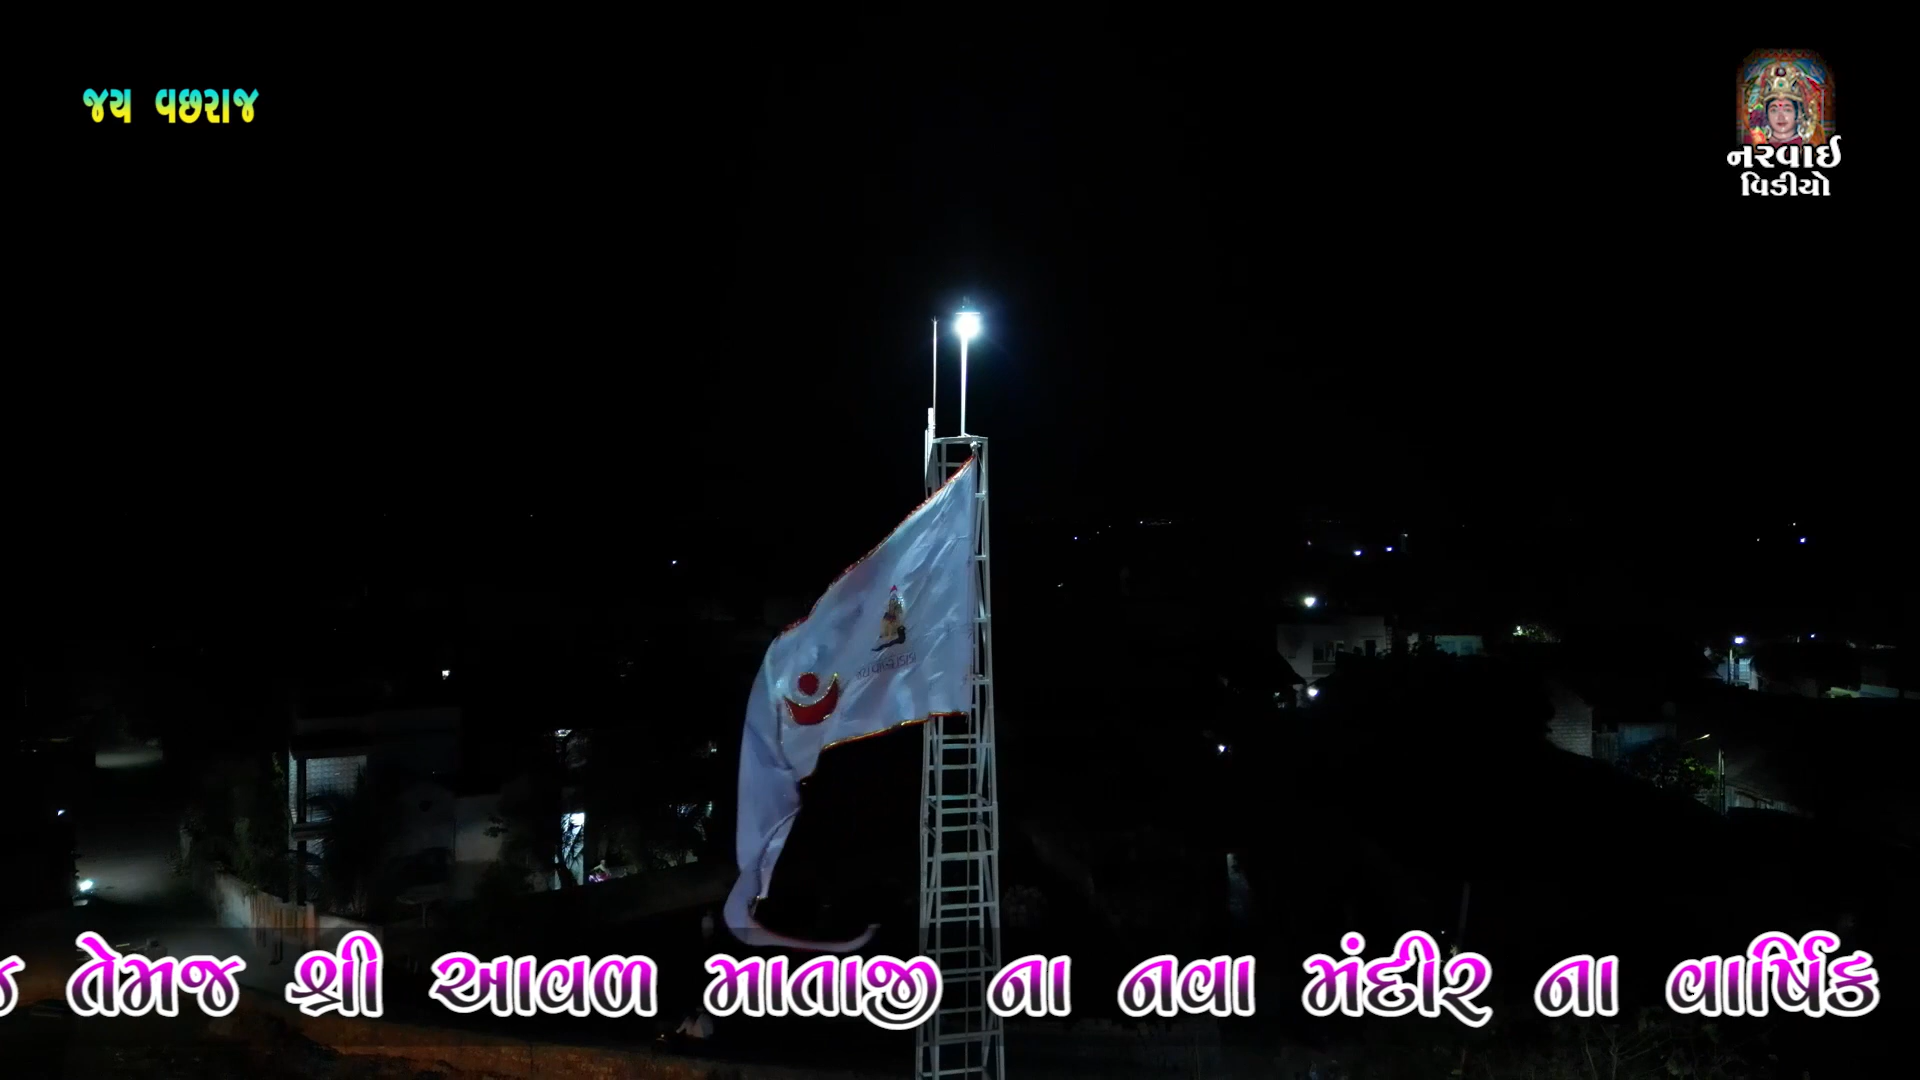 જય વછરાજ
નરવાઈ
વિડીયો
તેમજ શ્રી આવળ માતાજી ના નવા મંદીર ના વાર્ષિક